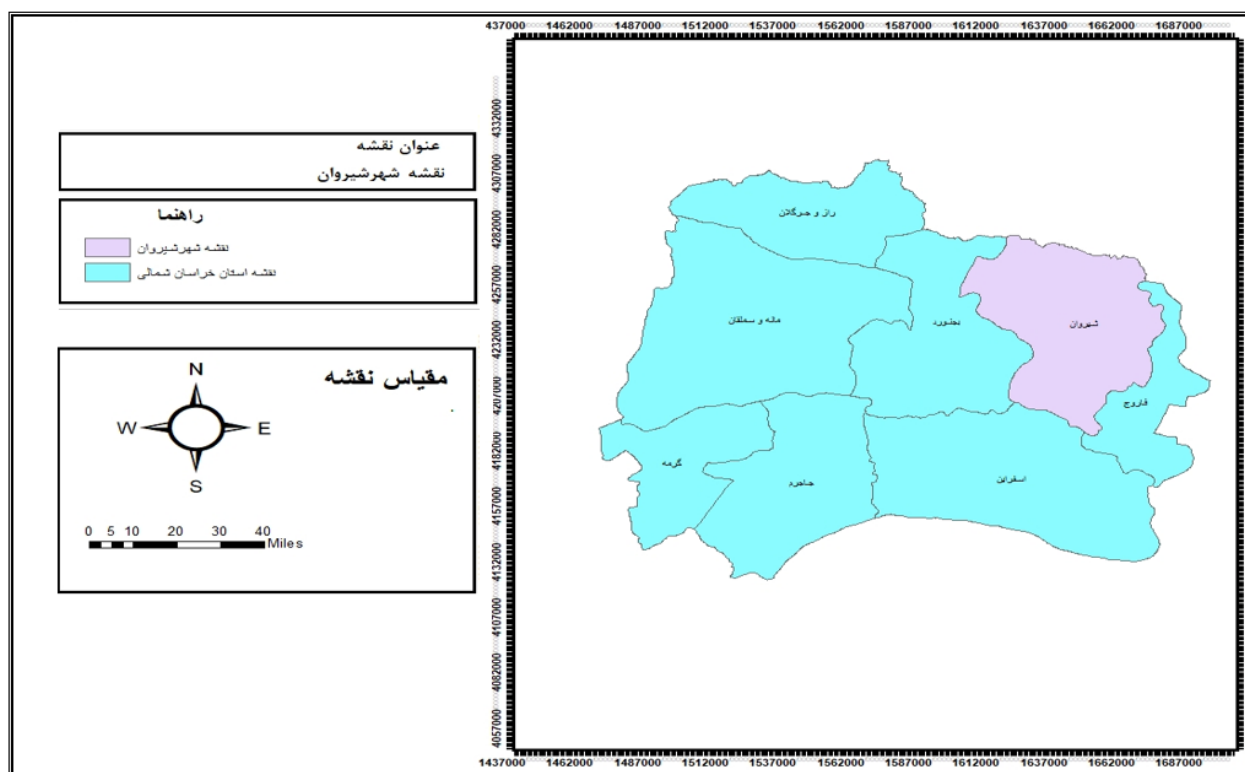 عنوان نقشه
نقشه شهرشیروان
راهنما
نقشه شهرشیروان
نقشه استان خراسان شمالی
مقیاس نقشه
N
W E
S
0 5 10 20 30 40
Miles
437000 1462000 1487000 1512000 1537000 1562000 1587000 1612000 1637000 1662000 1687000
4332000
4307000
4282000
4257000
4232000
4207000
4182000
4157000
4132000
4107000
4082000
4057000
راز و جرگلان
مانه و سملقان
بجنورد
شیروان
فاروج
گرمه
جاجرم
اسفراین
1437000 1462000 1487000 1512000 1537000 1562000 1587000 1612000 1637000 1662000 1687000